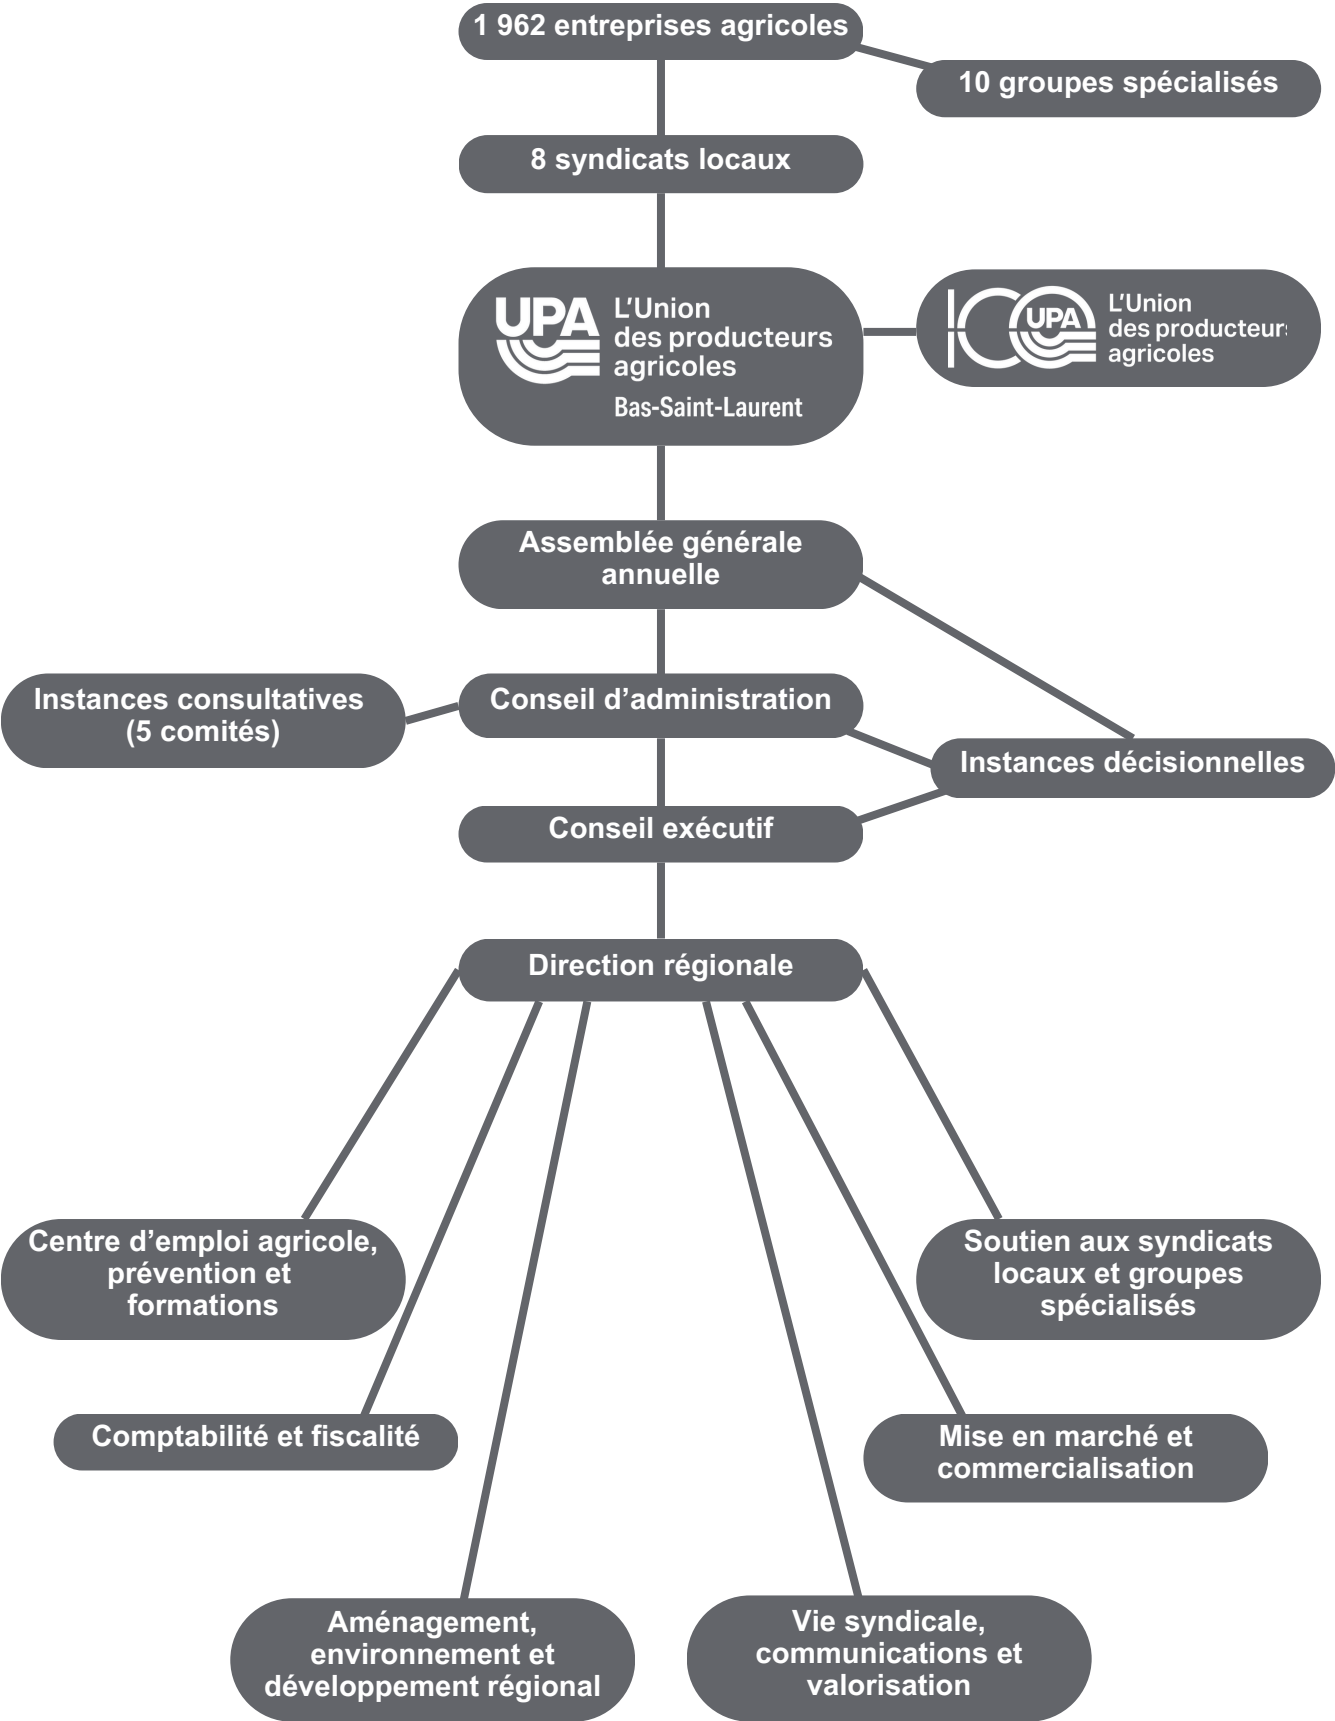 1 962 entreprises agricoles
10 groupes spécialisés
8 syndicats locaux
UPA
L'Union
des producteurs
agricoles
Bas-Saint-Laurent
100
UPA
L'Union
des producteurs
agricoles
Assemblée générale
annuelle
Instances consultatives
(5 comités)
Conseil d’administration
Instances décisionnelles
Conseil exécutif
Direction régionale
Centre d’emploi agricole,
prévention et
formations
Soutien aux syndicats
locaux et groupes
spécialisés
Comptabilité et fiscalité
Mise en marché et
commercialisation
Aménagement,
environnement et
développement régional
Vie syndicale,
communications et
valorisation